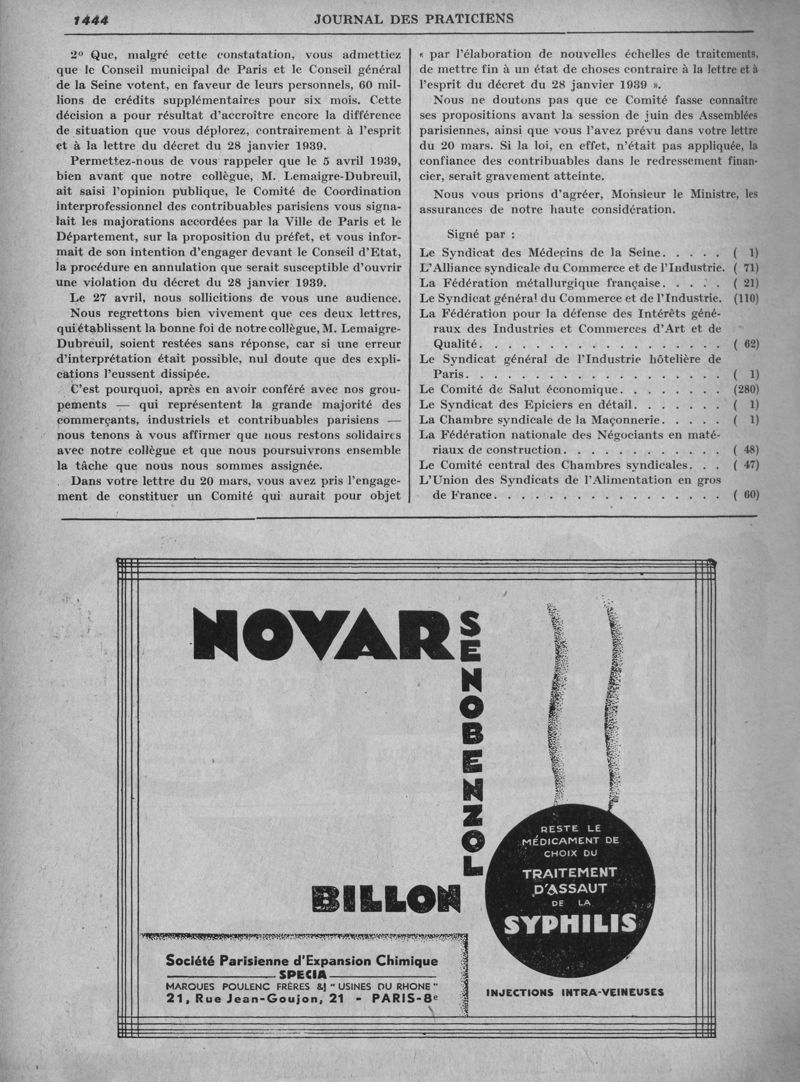 1444
JOURNAL DES PRATICIENS
2º Que, malgré cette constatation, vous admettiez
que le Conseil municipal de Paris et le Conseil général
de la Seine votent, en faveur de leurs personnels, 60 mil-
lions de crédits supplémentaires pour six mois. Cette
décision a pour résultat d'accroître encore la différence
de situation que vous déplorez, contrairement à l'esprit
et à la lettre du décret du 28 janvier 1939.
Permettez-nous de vous rappeler que le 5 avril 1939,
bien avant que notre collègue, M. Lemaigre-Dubreuil,
ait saisi l'opinion publique, le Comité de Coordination
interprofessionnel des contribuables parisiens vous signa-
lait les majorations accordées par la Ville de Paris et le
Département, sur la proposition du préfet, et vous infor-
mait de son intention d'engager devant le Conseil d'Etat,
la procédure en annulation que serait susceptible d'ouvrir
une violation du décret du 28 janvier 1939.
Le 27 avril, nous sollicitions de vous une audience.
Nous regrettons bien vivement que ces deux lettres,
qui établissent la bonne foi de notre collègue, M. Lemaigre-
Dubreuil, soient restées sans réponse, car si une erreur
d'interprétation était possible, nul doute que des expli-
cations l'eussent dissipée.
C'est pourquoi, après en avoir conféré avec nos grou-
pements — qui représentent la grande majorité des
commerçants, industriels et contribuables parisiens —
nous tenons à vous affirmer que nous restons solidaires
avec notre collègue et que nous poursuivrons ensemble
la tâche que nous nous sommes assignée.
Dans votre lettre du 20 mars, vous avez pris l'engage-
ment de constituer un Comité qui aurait pour objet
« par l'élaboration de nouvelles échelles de traitements,
de mettre fin à un état de choses contraire à la lettre et à
l'esprit du décret du 28 janvier 1939 ».
Nous ne doutons pas que ce Comité fasse connaître
ses propositions avant la session de juin des Assemblées
parisiennes, ainsi que vous l'avez prévu dans votre lettre
du 20 mars. Si la loi, en effet, n'était pas appliquée, la
confiance des contribuables dans le redressement finan-
cier, serait gravement atteinte.
Nous vous prions d'agréer, Monsieur le Ministre, les
assurances de notre haute considération.
Signé par :
Le Syndicat des Médecins de la Seine. . . . . ( 1)
L'Alliance syndicale du Commerce et de l'Industrie. ( 71)
La Fédération métallurgique française. . . . . ( 21)
Le Syndicat général du Commerce et de l'Industrie. (110)
La Fédération pour la défense des Intérêts géné-
raux des Industries et Commerces d'Art et de
Qualité. . . . . . . . . . . . . . . . . . ( 62)
Le Syndicat général de l'Industrie hôtelière de
Paris. . . . . . . . . . . . . . . . . . . ( 1)
Le Comité de Salut économique. . . . . . . . (280)
Le Syndicat des Epiciers en détail. . . . . . . ( 1)
La Chambre syndicale de la Maçonnerie. . . . . ( 1)
La Fédération nationale des Négociants en maté-
riaux de construction. . . . . . . . . . . . ( 48)
Le Comité central des Chambres syndicales. . . ( 47)
L'Union des Syndicats de l'Alimentation en gros
de France. . . . . . . . . . . . . . . . . ( 60)
NOVARSENOBENZOL
BILLON
RESTE LE
MÉDICAMENT DE
CHOIX DU
TRAITEMENT
D'ASSAUT
DE LA
SYPHILIS
Société Parisienne d'Expansion Chimique
SPECIA
MARQUES POULENC FRÈRES & "USINES DU RHONE"
21, Rue Jean-Goujon, 21 - PARIS-8e
INJECTIONS INTRA-VEINEUSES